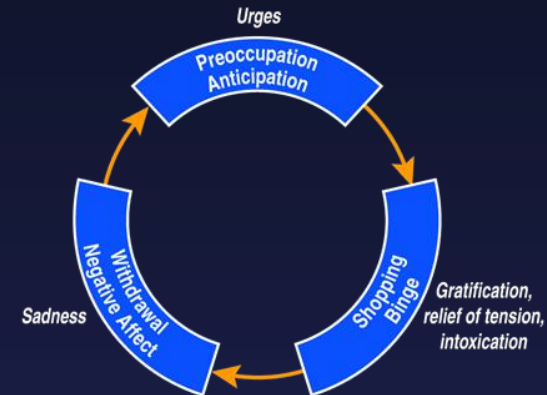 Urges
Preoccupation
Anticipation
Shopping
Binge
Gratification,
relief of tension,
intoxication
Withdrawal
Negative Affect
Sadness